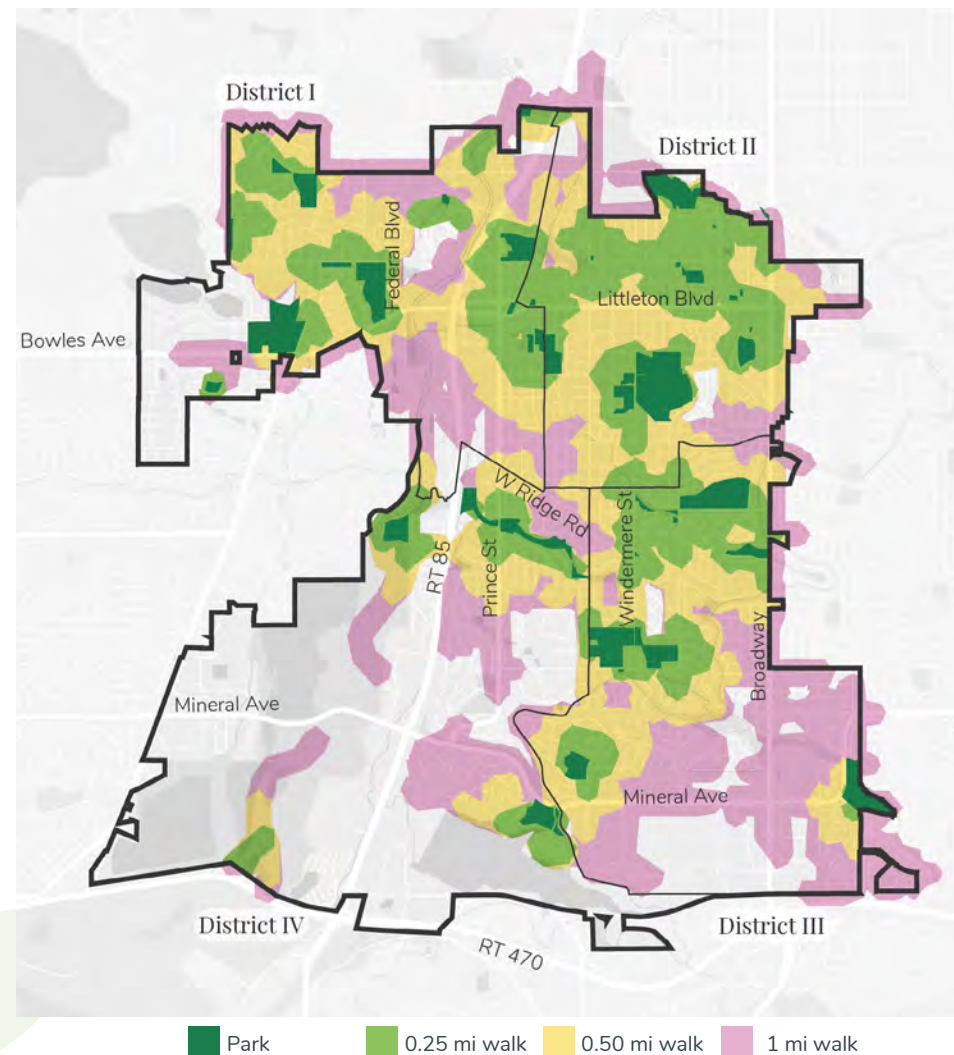 District I
District II
Federal Blvd
Littleton Blvd
Bowles Ave
W Ridge Rd
RT 85
Prince St
Windermere St
Broadway
Mineral Ave
Mineral Ave
District IV
District III
RT 470
Park
0.25 mi walk
0.50 mi walk
1 mi walk